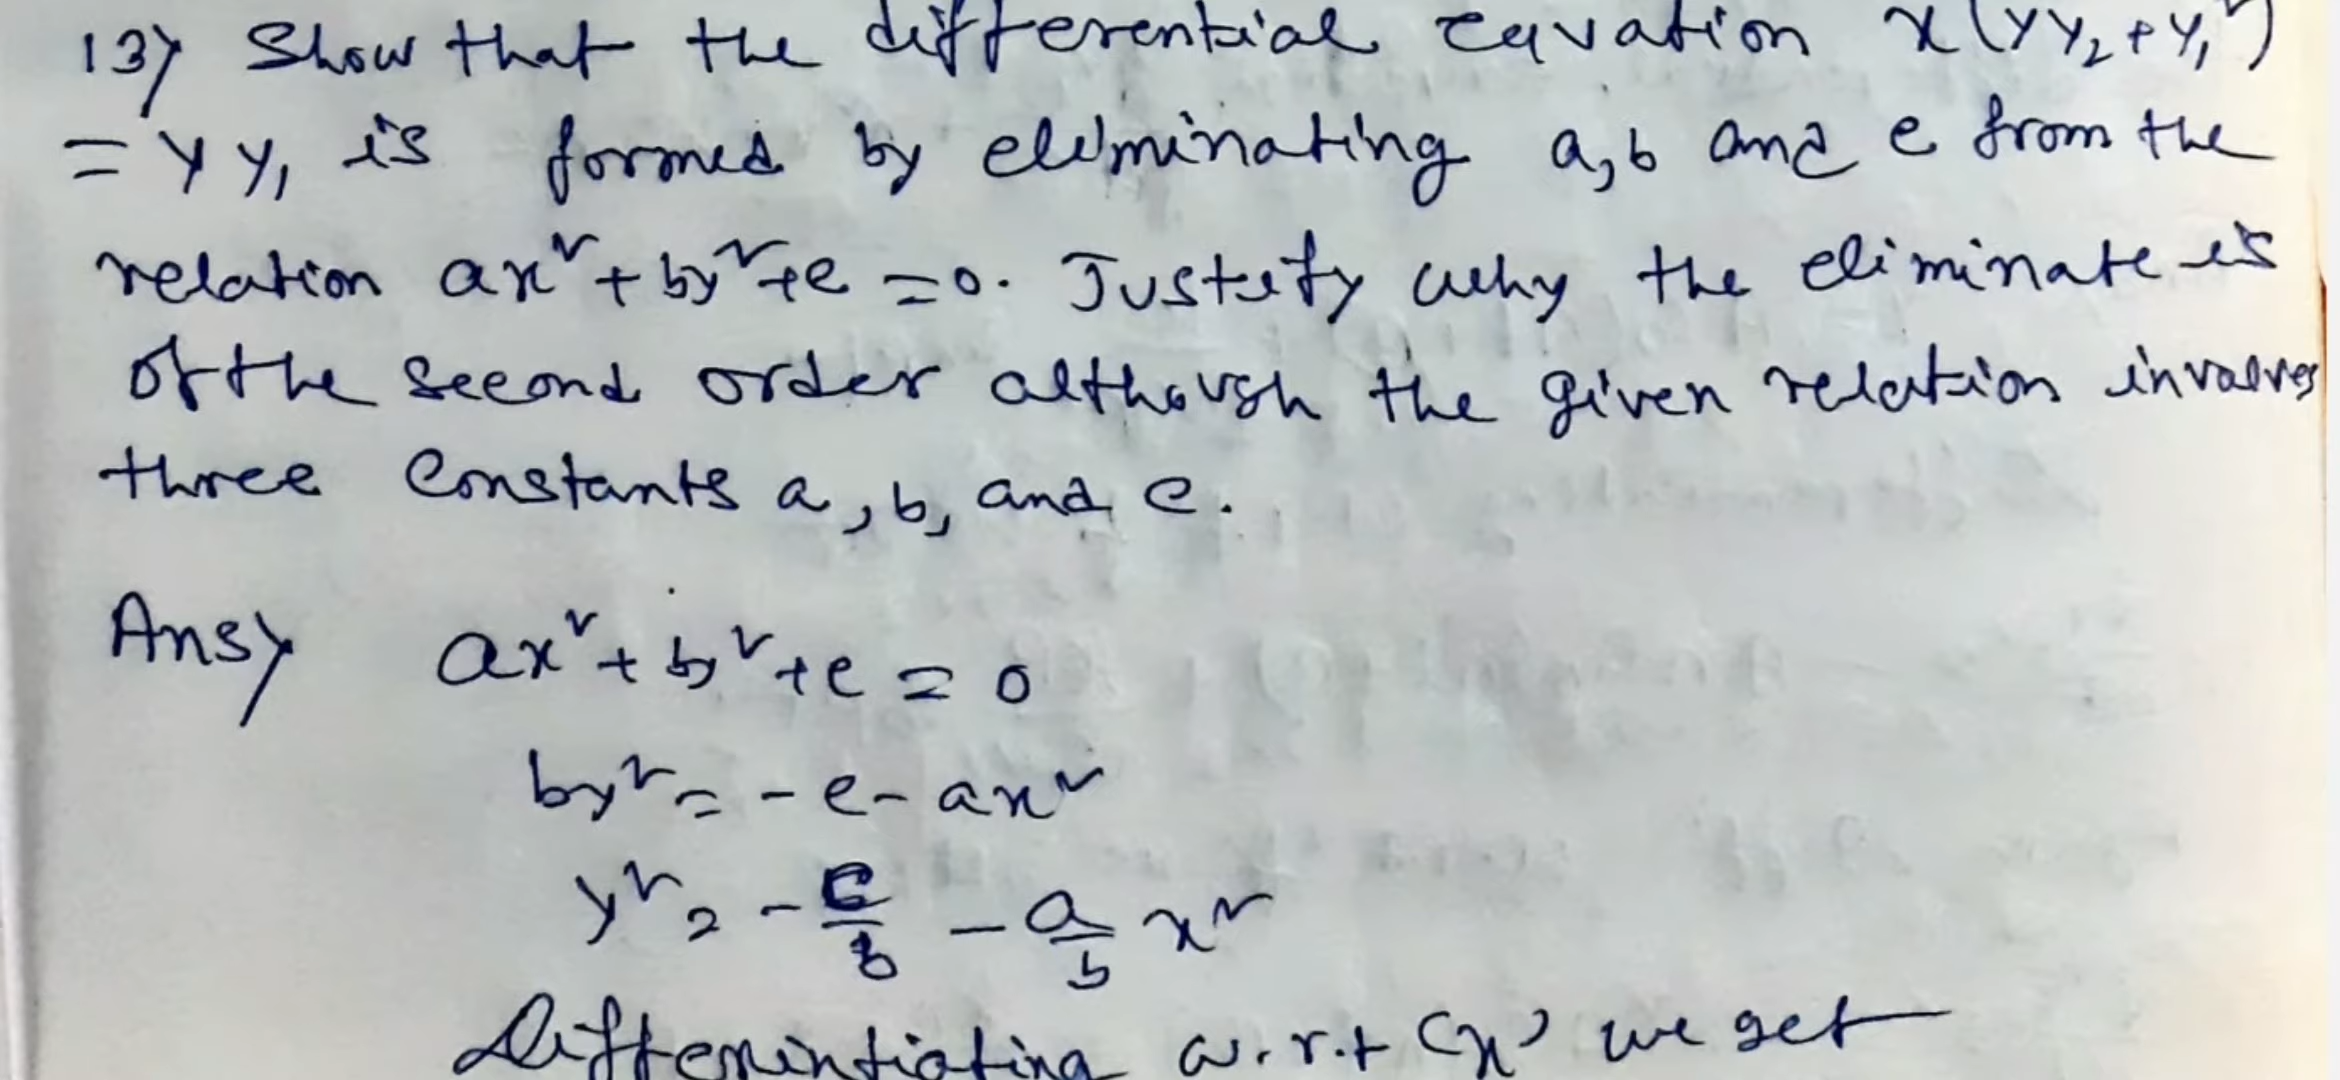 13) Show that the differential equation x(yy₂+y₁²)
= yy₁ is formed by eliminating a,b and c from the
relation ax²+by²+c=0. Justify why the eliminate is
of the second order although the given relation involves
three constants a,b, and c.
Ans) ax²+by²+c=0
by²=-c-ax²
y²=-c/b-a/b x²
Differentiating w.r.t (x) we get